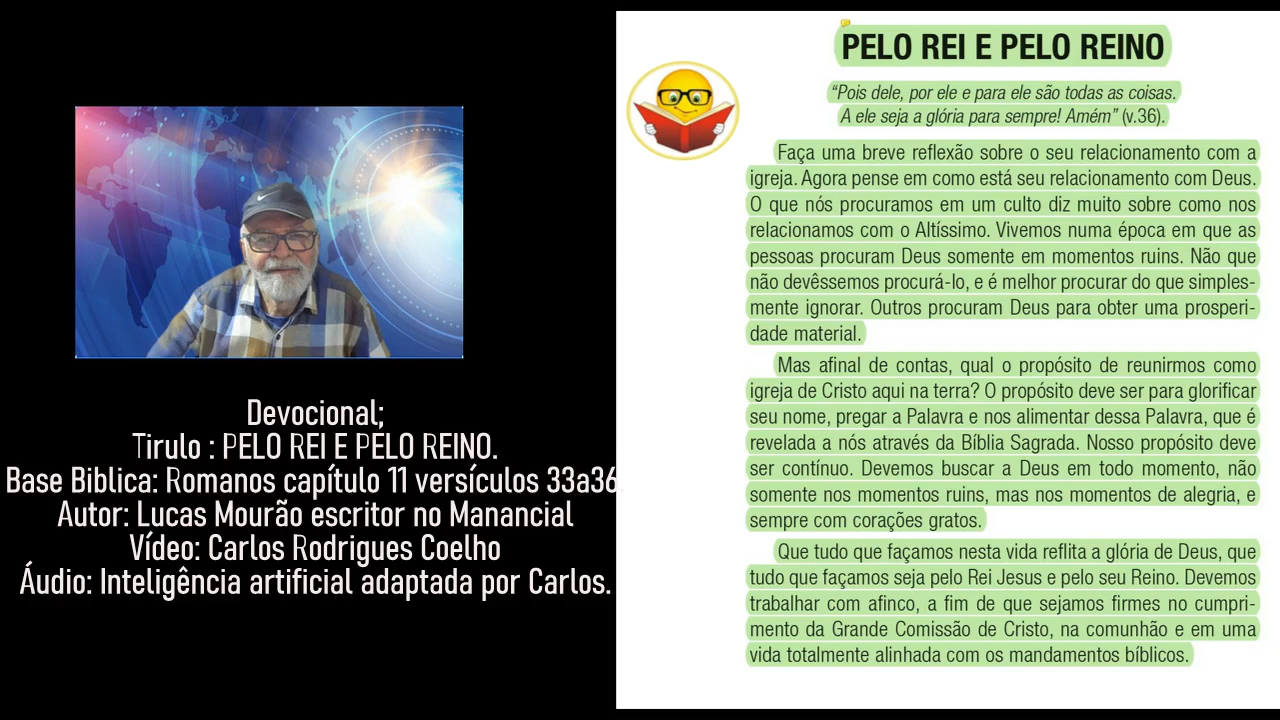 Devocional;
Tirulo : PELO REI E PELO REINO.
Base Biblica: Romanos capítulo 11 versículos 33a36.
Autor: Lucas Mourão escritor no Manancial
Vídeo: Carlos Rodrigues Coelho
Áudio: Inteligência artificial adaptada por Carlos.
PELO REI E PELO REINO
“Pois dele, por ele e para ele são todas as coisas.
A ele seja a glória para sempre! Amém” (v.36).
Faça uma breve reflexão sobre o seu relacionamento com a
igreja. Agora pense em como está seu relacionamento com Deus.
O que nós procuramos em um culto diz muito sobre como nos
relacionamos com o Altíssimo. Vivemos numa época em que as
pessoas procuram Deus somente em momentos ruins. Não que
não devêssemos procurá-lo, e é melhor procurar do que simples-
mente ignorar. Outros procuram Deus para obter uma prosperi-
dade material.
Mas afinal de contas, qual o propósito de reunirmos como
igreja de Cristo aqui na terra? O propósito deve ser para glorificar
seu nome, pregar a Palavra e nos alimentar dessa Palavra, que é
revelada a nós através da Bíblia Sagrada. Nosso propósito deve
ser contínuo. Devemos buscar a Deus em todo momento, não
somente nos momentos ruins, mas nos momentos de alegria, e
sempre com corações gratos.
Que tudo que façamos nesta vida reflita a glória de Deus, que
tudo que façamos seja pelo Rei Jesus e pelo seu Reino. Devemos
trabalhar com afinco, a fim de que sejamos firmes no cumpri-
mento da Grande Comissão de Cristo, na comunhão e em uma
vida totalmente alinhada com os mandamentos bíblicos.